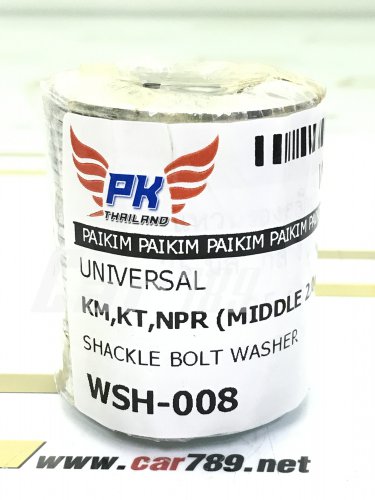 PK
THAILAND
PAIKIM PAIKIM PAIKIM PAIKIM PAIKIM
UNIVERSAL
KM,KT,NPR (MIDDLE
SHACKLE BOLT WASHER
WSH-008
www.car789.net